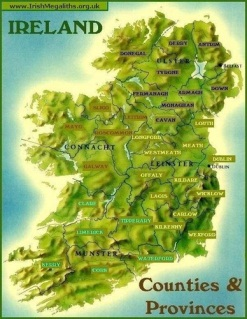 www.IrishMegaliths.org.uk
IRELAND
DERRY
ANTRIM
DONEGAL
ULSTER
BELFAST
TYRONE
FERMANAGH
ARMAGH
DOWN
MONAGHAN
SLIGO
LEITRIM
CAVAN
LOUTH
MAYO
ROSCOMMON
LONGFORD
CONNACHT
WESTMEATH
MEATH
GALWAY
LEINSTER
DUBLIN
DUBLIN
OFFALY
KILDARE
LAOIS
WICKLOW
CLARE
CARLOW
TIPPERARY
KILKENNY
LIMERICK
WEXFORD
MUNSTER
WATERFORD
KERRY
CORK
Counties &
Provinces